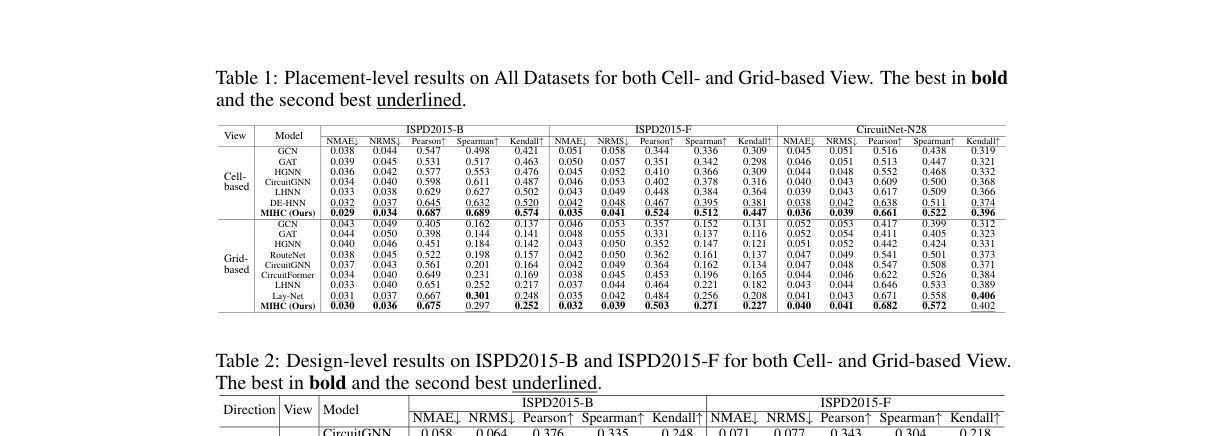 Table 1: Placement-level results on All Datasets for both Cell- and Grid-based View. The best in bold
and the second best underlined.
View Model ISPD2015-B ISPD2015-F CircuitNet-N28
NMAE↓ NRMS↓ Pearson↑ Spearman↑ Kendall↑ NMAE↓ NRMS↓ Pearson↑ Spearman↑ Kendall↑ NMAE↓ NRMS↓ Pearson↑ Spearman↑ Kendall↑
Cell-based
GCN 0.038 0.044 0.547 0.498 0.421 0.051 0.058 0.344 0.336 0.309 0.045 0.051 0.516 0.438 0.319
GAT 0.039 0.045 0.531 0.517 0.463 0.050 0.057 0.351 0.342 0.298 0.046 0.051 0.513 0.447 0.321
HGNN 0.036 0.042 0.577 0.553 0.476 0.045 0.052 0.410 0.366 0.309 0.044 0.048 0.552 0.468 0.332
CircuitGNN 0.034 0.040 0.598 0.611 0.487 0.046 0.053 0.402 0.378 0.316 0.040 0.043 0.609 0.500 0.368
LHNN 0.033 0.038 0.629 0.627 0.502 0.043 0.049 0.448 0.384 0.364 0.039 0.043 0.617 0.509 0.366
DE-HNN 0.032 0.037 0.645 0.632 0.520 0.042 0.048 0.467 0.395 0.381 0.038 0.042 0.638 0.511 0.374
MIHC (Ours) 0.029 0.034 0.687 0.689 0.574 0.035 0.041 0.524 0.512 0.447 0.036 0.039 0.661 0.522 0.396
Grid-based
GCN 0.043 0.049 0.405 0.162 0.137 0.046 0.053 0.357 0.152 0.131 0.052 0.053 0.417 0.399 0.312
GAT 0.044 0.050 0.398 0.144 0.141 0.048 0.055 0.331 0.137 0.116 0.052 0.054 0.411 0.405 0.323
HGNN 0.040 0.046 0.451 0.184 0.142 0.043 0.050 0.352 0.147 0.121 0.051 0.052 0.442 0.424 0.331
RouteNet 0.038 0.045 0.522 0.198 0.157 0.042 0.050 0.362 0.161 0.137 0.047 0.049 0.541 0.501 0.373
CircuitGNN 0.037 0.043 0.561 0.201 0.164 0.042 0.049 0.364 0.162 0.134 0.047 0.048 0.547 0.508 0.371
CircuitFormer 0.034 0.040 0.649 0.231 0.169 0.038 0.045 0.453 0.196 0.165 0.044 0.046 0.622 0.526 0.384
LHNN 0.033 0.040 0.651 0.252 0.217 0.037 0.044 0.464 0.221 0.182 0.043 0.044 0.646 0.533 0.389
Lay-Net 0.031 0.037 0.667 0.301 0.248 0.035 0.042 0.484 0.256 0.208 0.041 0.043 0.671 0.558 0.406
MIHC (Ours) 0.030 0.036 0.675 0.297 0.252 0.032 0.039 0.503 0.271 0.227 0.040 0.041 0.682 0.572 0.402
Table 2: Design-level results on ISPD2015-B and ISPD2015-F for both Cell- and Grid-based View.
The best in bold and the second best underlined.
Direction View Model ISPD2015-B ISPD2015-F
NMAE↓ NRMS↓ Pearson↑ Spearman↑ Kendall↑ NMAE↓ NRMS↓ Pearson↑ Spearman↑ Kendall↑
CircuitGNN 0.058 0.064 0.376 0.335 0.248 0.071 0.077 0.343 0.304 0.218